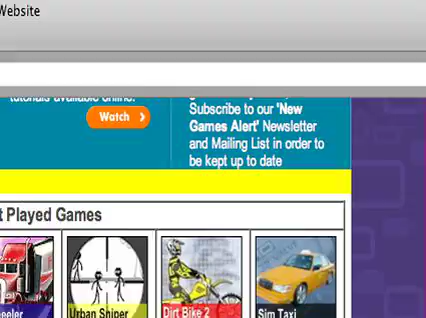 Website
tutorials available online.
Watch
Subscribe to our 'New
Games Alert' Newsletter
and Mailing List in order to
be kept up to date
t Played Games
eeler
Urban Sniper
Dirt Bike 2
Sim Taxi